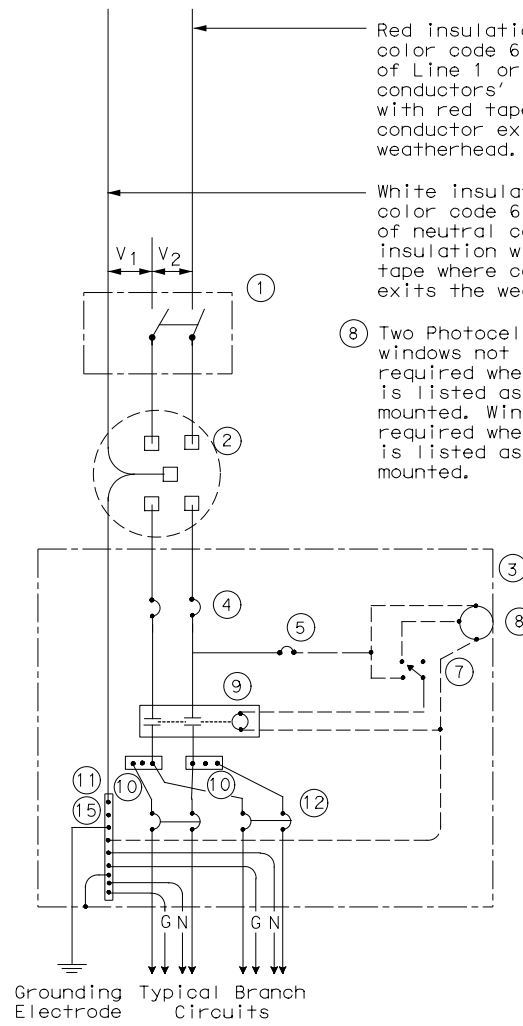 Red insulatio
color code 6
of Line 1 or
conductors'
with red tape
conductor ex
weatherhead.
White insulat
color code 6
of neutral co
insulation w
tape where co
exits the wea
V1 V2
1
8 Two Photocel
windows not
required whe
is listed as
mounted. Win
required whe
is listed as
mounted.
2
3
4
5
8
7
9
11
10
10
15
12
G N
G N
Grounding
Electrode
Typical Branch
Circuits